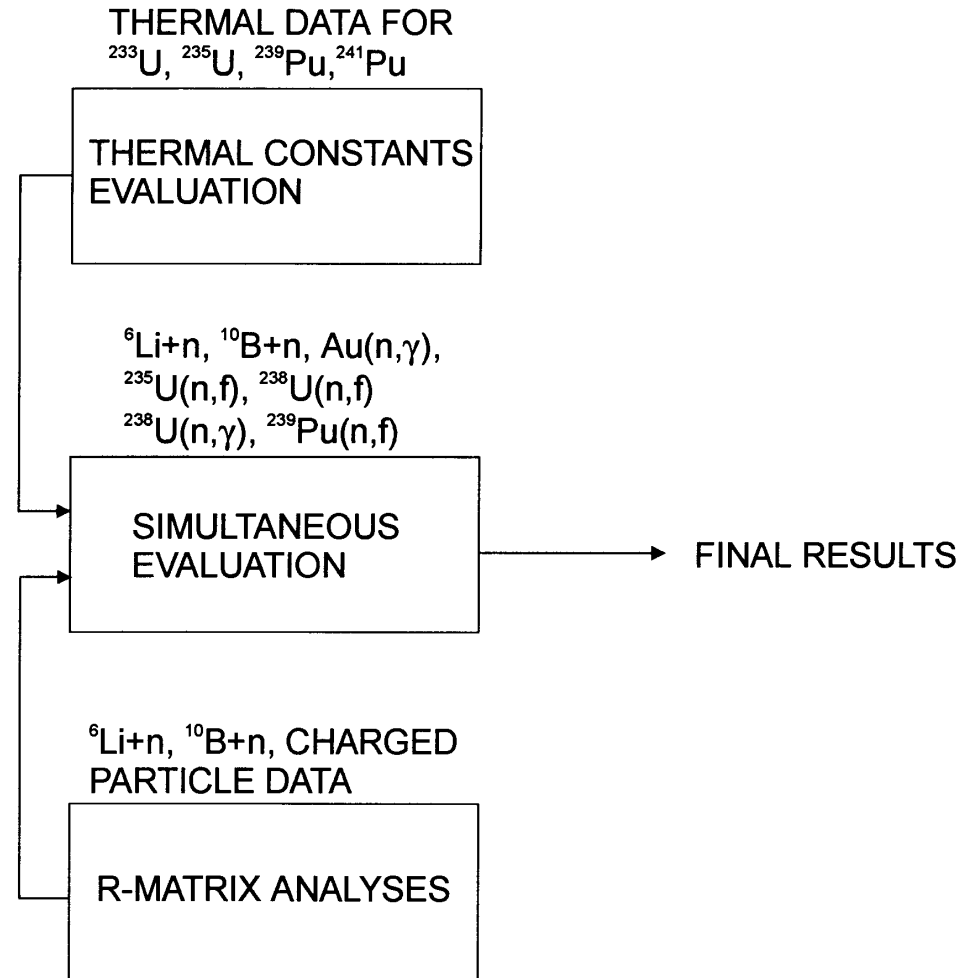 THERMAL DATA FOR
²³³U, ²³⁵U, ²³⁹Pu,²⁴¹Pu
THERMAL CONSTANTS
EVALUATION
⁶Li+n, ¹⁰B+n, Au(n,γ),
²³⁵U(n,f), ²³⁸U(n,f)
²³⁸U(n,γ), ²³⁹Pu(n,f)
SIMULTANEOUS
EVALUATION
FINAL RESULTS
⁶Li+n, ¹⁰B+n, CHARGED
PARTICLE DATA
R-MATRIX ANALYSES